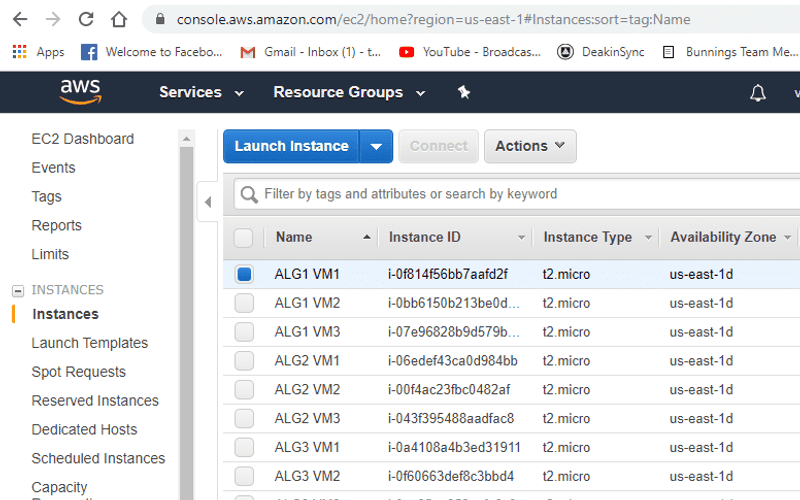 console.aws.amazon.com/ec2/home?region=us-east-1#Instances:sort=tag:Name
Apps Welcome to Facebo... Gmail - Inbox (1) - t... YouTube - Broadcas... DeakinSync Bunnings Team Me...
aws Services Resource Groups
EC2 Dashboard
Events
Tags
Reports
Limits
INSTANCES
Instances
Launch Templates
Spot Requests
Reserved Instances
Dedicated Hosts
Scheduled Instances
Capacity
Launch Instance Connect Actions
Filter by tags and attributes or search by keyword
Name Instance ID Instance Type Availability Zone
ALG1 VM1 i-0f814f56bb7aafd2f t2.micro us-east-1d
ALG1 VM2 i-0bb6150b213be0d... t2.micro us-east-1d
ALG1 VM3 i-07e96828b9d579b... t2.micro us-east-1d
ALG2 VM1 i-06edef43ca0d984bb t2.micro us-east-1d
ALG2 VM2 i-00f4ac23fbc0482af t2.micro us-east-1d
ALG2 VM3 i-043f395488aadfac8 t2.micro us-east-1d
ALG3 VM1 i-0a4108a4b3ed31911 t2.micro us-east-1d
ALG3 VM2 i-0f60663def8c3bbd4 t2.micro us-east-1d